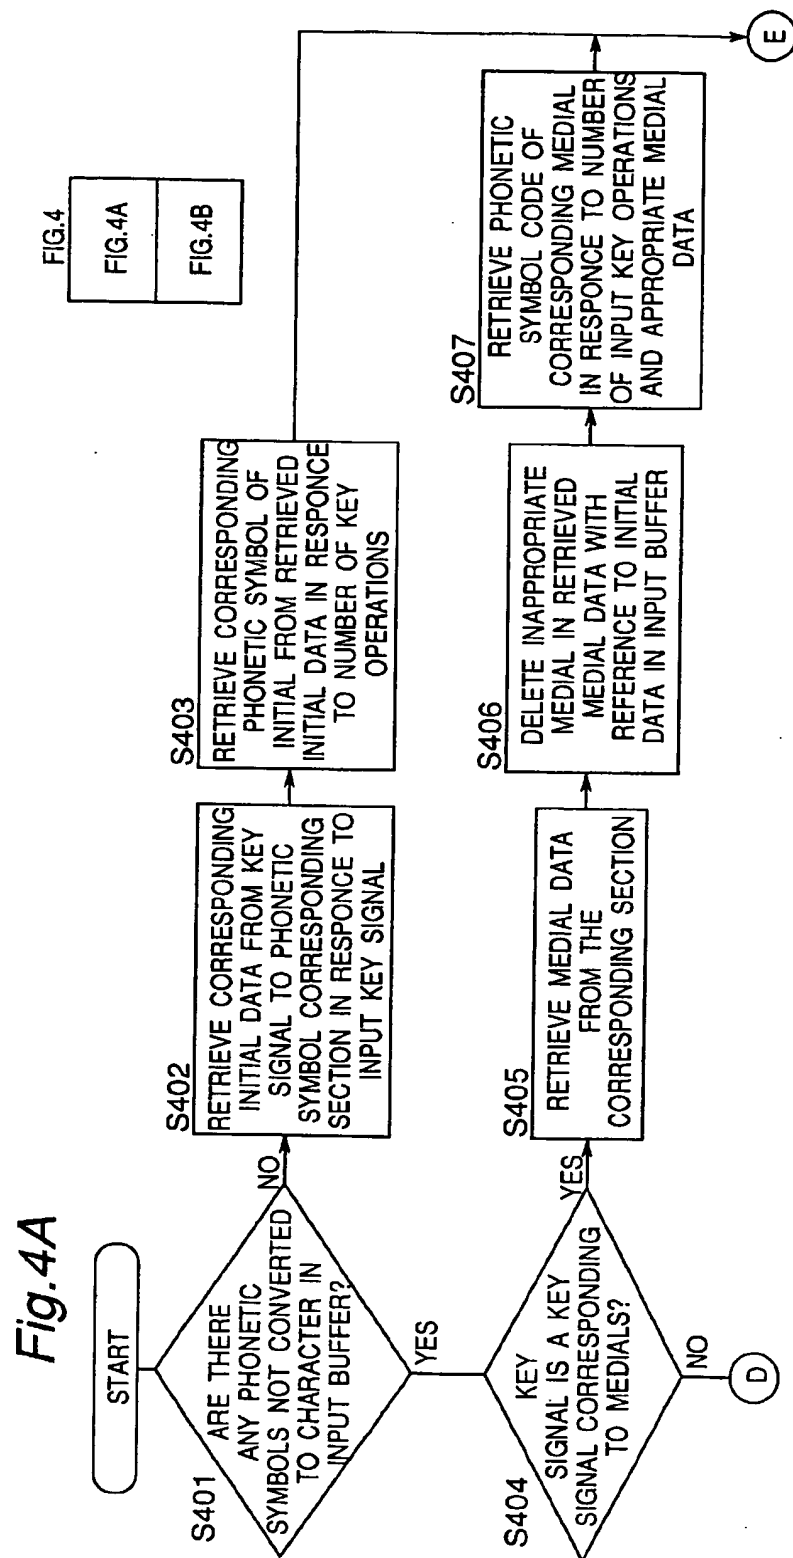 Fig.4A
START
S401
ARE THERE
ANY PHONETIC
SYMBOLS NOT CONVERTED
TO CHARACTER IN
INPUT BUFFER?
NO
YES
S402
RETRIEVE CORRESPONDING
INITIAL DATA FROM KEY
SIGNAL TO PHONETIC
SYMBOL CORRESPONDING
SECTION IN RESPONCE TO
INPUT KEY SIGNAL
S403
RETRIEVE CORRESPONDING
PHONETIC SYMBOL OF
INITIAL FROM RETRIEVED
INITIAL DATA IN RESPONCE
TO NUMBER OF KEY
OPERATIONS
FIG.4
FIG.4A
FIG.4B
S404
KEY
SIGNAL IS A KEY
SIGNAL CORRESPONDING
TO MEDIALS?
YES
NO
D
S405
RETRIEVE MEDIAL DATA
FROM THE
CORRESPONDING SECTION
S406
DELETE INAPPROPRIATE
MEDIAL IN RETRIEVED
MEDIAL DATA WITH
REFERENCE TO INITIAL
DATA IN INPUT BUFFER
S407
RETRIEVE PHONETIC
SYMBOL CODE OF
CORRESPONDING MEDIAL
IN RESPONCE TO NUMBER
OF INPUT KEY OPERATIONS
AND APPROPRIATE MEDIAL
DATA
E